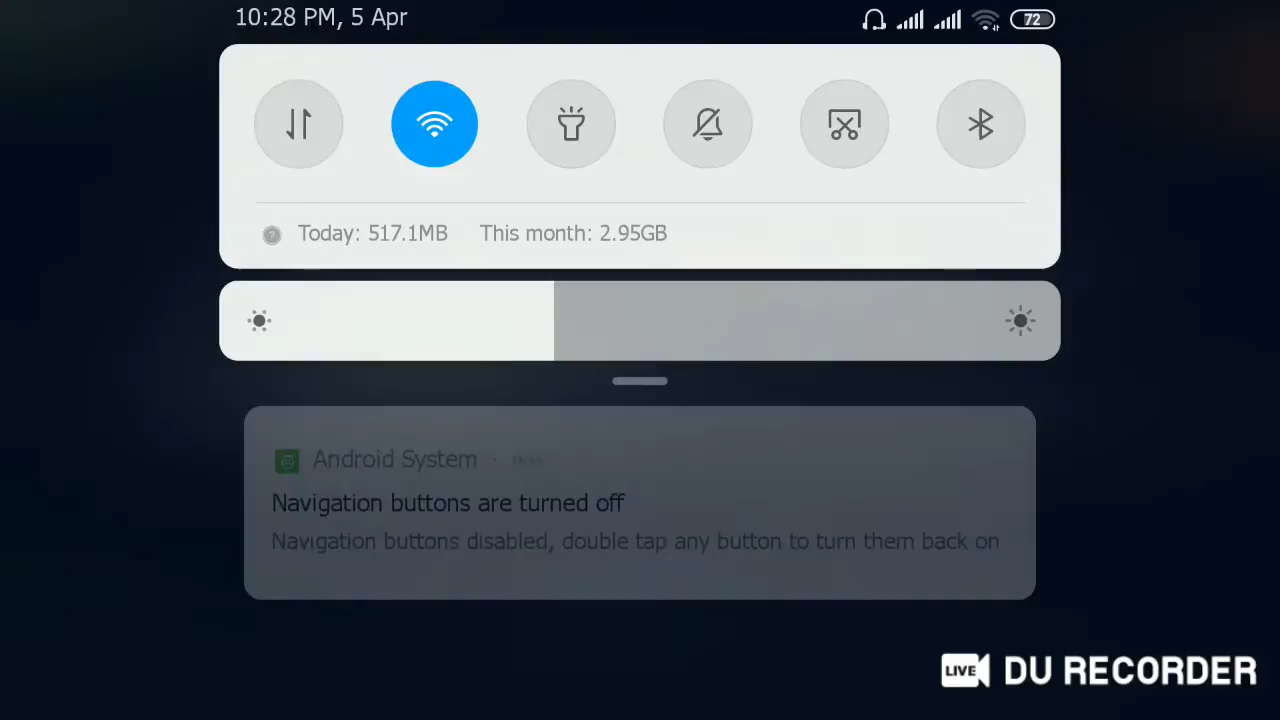 10:28 PM, 5 Apr
72
Today: 517.1MB This month: 2.95GB
Android System · now
Navigation buttons are turned off
Navigation buttons disabled, double tap any button to turn them back on
LIVE DU RECORDER